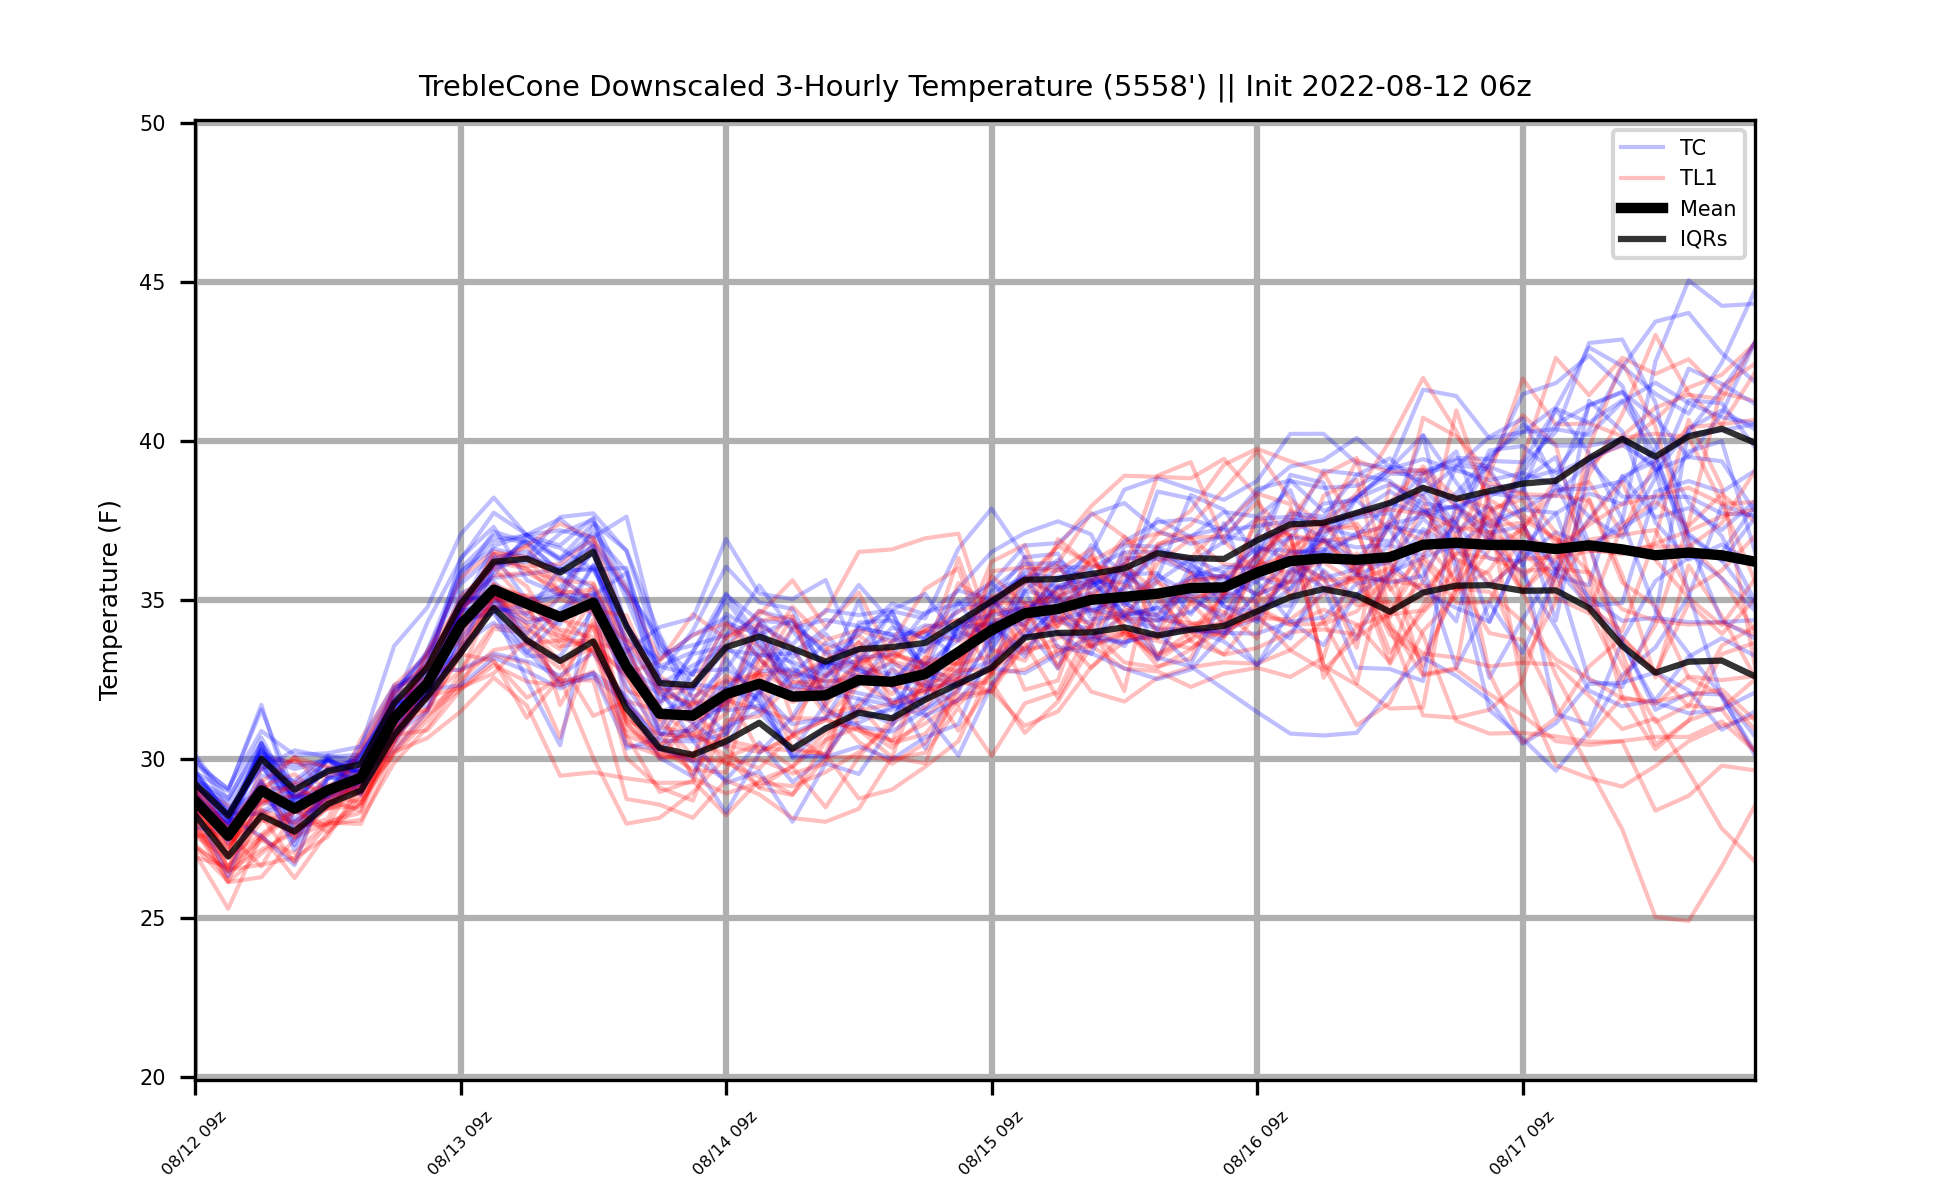 TrebleCone Downscaled 3-Hourly Temperature (5558') || Init 2022-08-12 06z
TC
TL1
Mean
IQRs
Temperature (F)
50
45
40
35
30
25
20
08/12 09z
08/13 09z
08/14 09z
08/15 09z
08/16 09z
08/17 09z